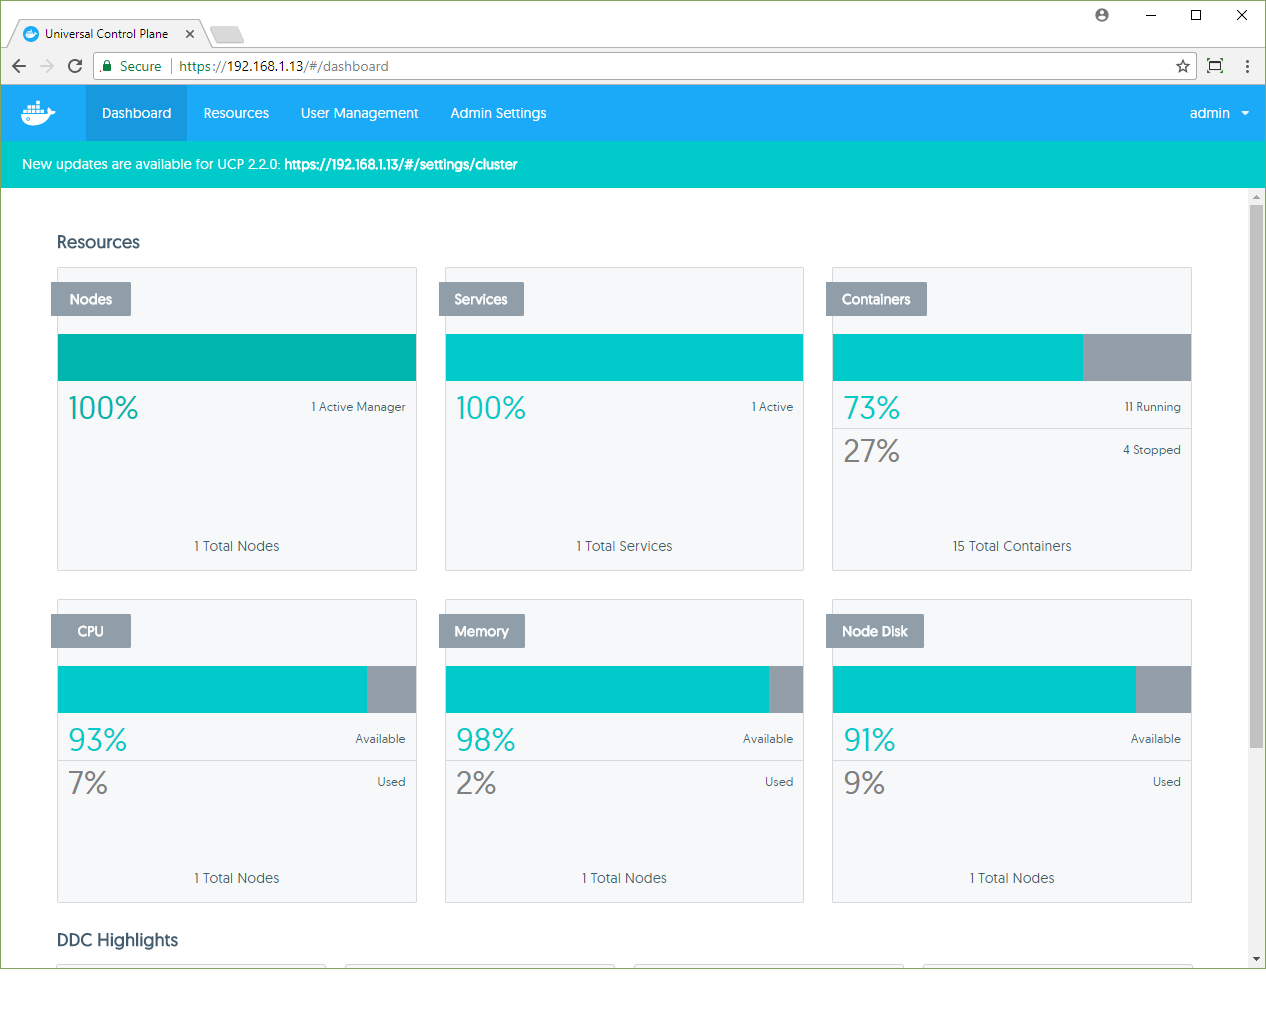 Universal Control Plane
Secure https://192.168.1.13/#/dashboard
Dashboard Resources User Management Admin Settings admin
New updates are available for UCP 2.2.0: https://192.168.1.13/#/settings/cluster
Resources
Nodes
100% 1 Active Manager
1 Total Nodes
Services
100% 1 Active
1 Total Services
Containers
73% 11 Running
27% 4 Stopped
15 Total Containers
CPU
93% Available
7% Used
1 Total Nodes
Memory
98% Available
2% Used
1 Total Nodes
Node Disk
91% Available
9% Used
1 Total Nodes
DDC Highlights